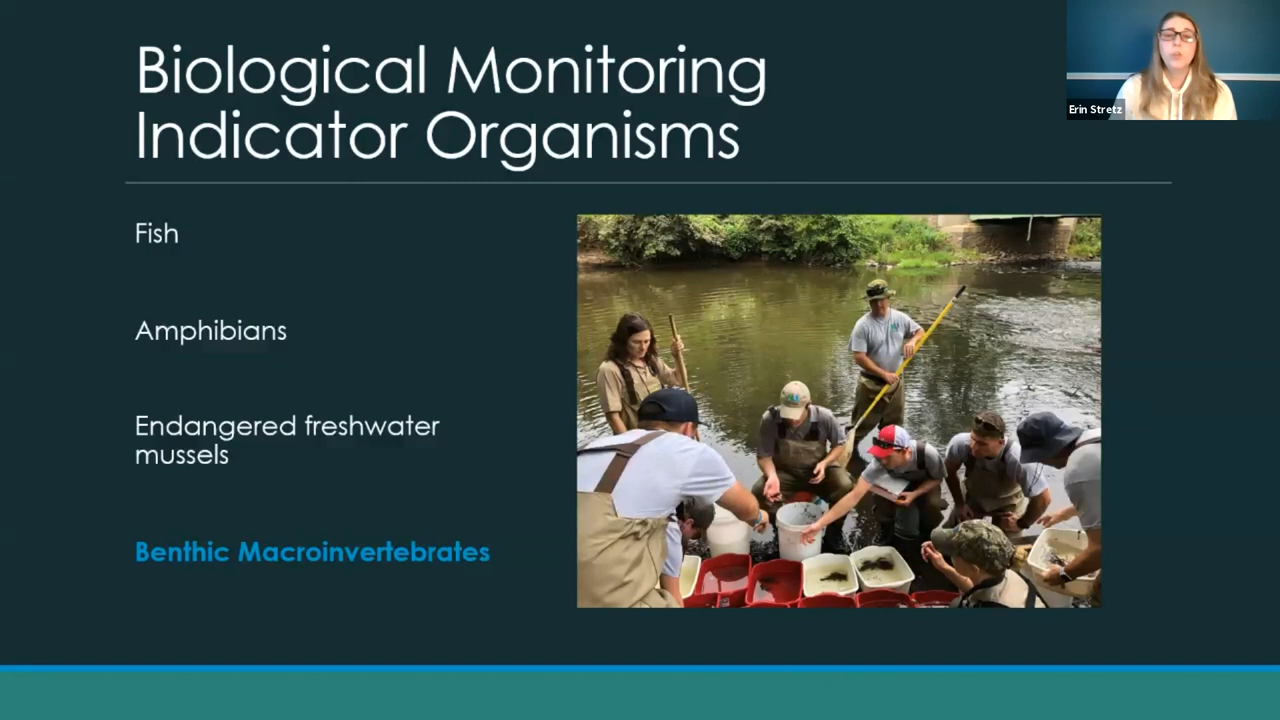 Biological Monitoring
Indicator Organisms
Erin Stretz
Fish
Amphibians
Endangered freshwater
mussels
Benthic Macroinvertebrates